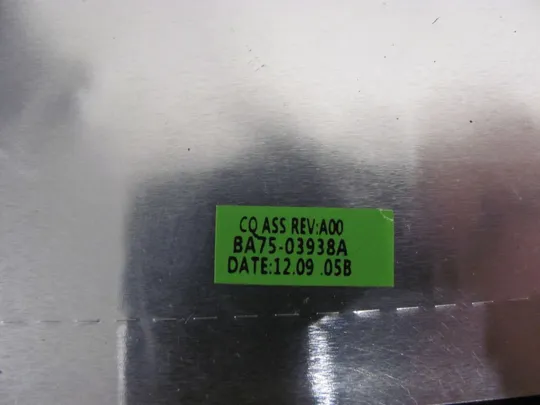 CQ ASS REV:A00
BA75-03938A
DATE:12.09 .05B